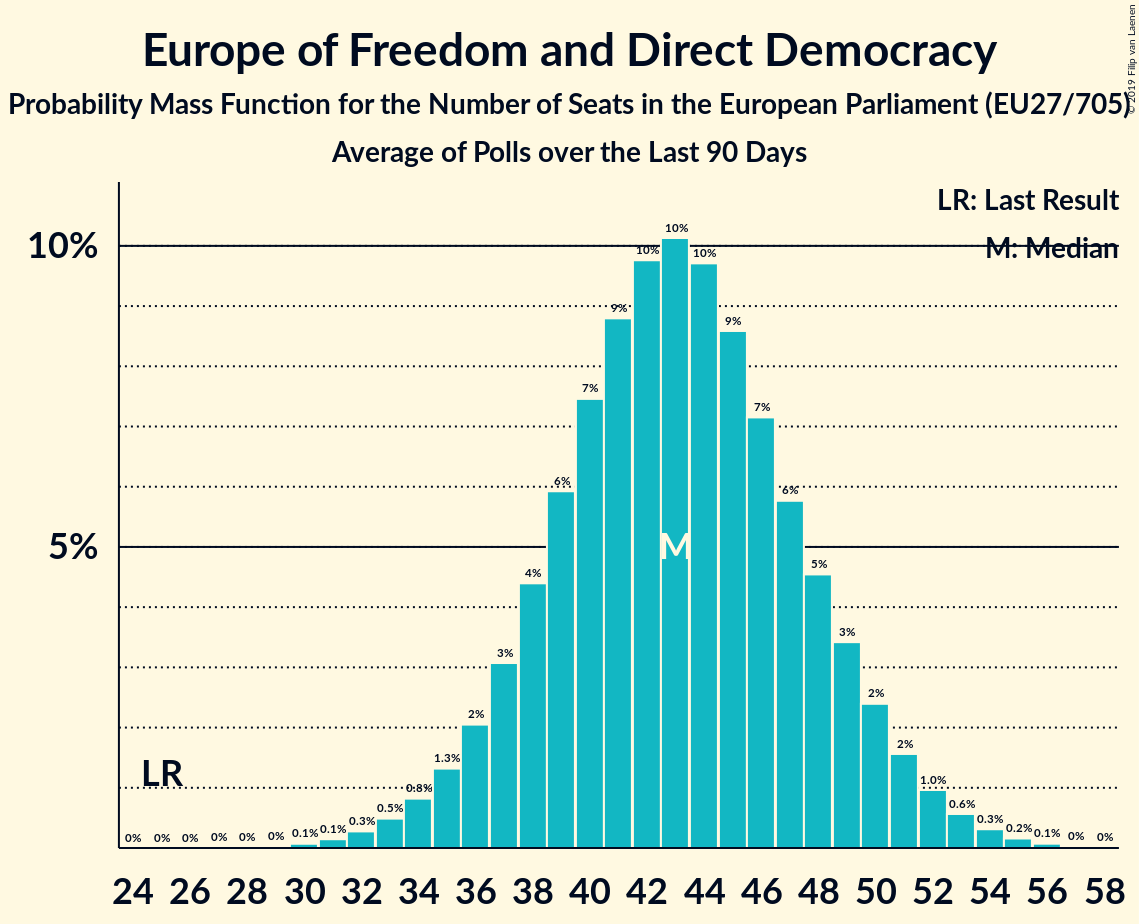 Europe of Freedom and Direct Democracy
Probability Mass Function for the Number of Seats in the European Parliament (EU27/705)
Average of Polls over the Last 90 Days
© 2019 Filip van Laenen
LR: Last Result
M: Median
10%
5%
LR
M
0% 0% 0% 0% 0% 0% 0.1% 0.1% 0.3% 0.5% 0.8% 1.3% 2% 3% 4% 6% 7% 9% 10% 10% 10% 9% 7% 6% 5% 3% 2% 2% 1.0% 0.6% 0.3% 0.2% 0.1% 0% 0%
24 26 28 30 32 34 36 38 40 42 44 46 48 50 52 54 56 58